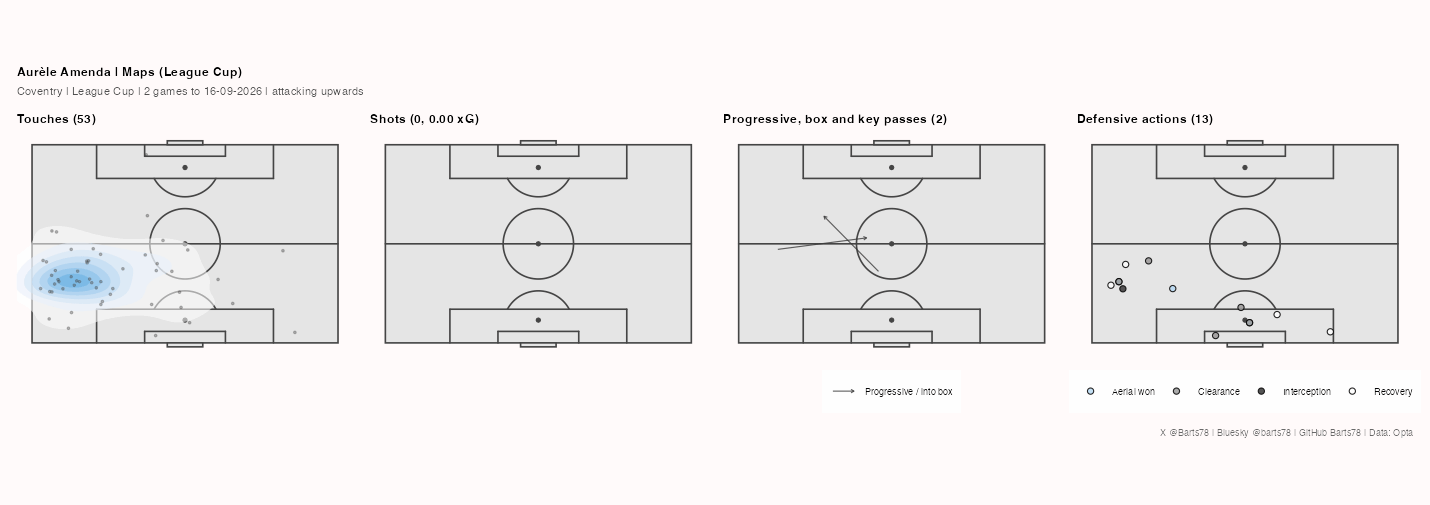 Aurèle Amenda | Maps (League Cup)
Coventry | League Cup | 2 games to 16-09-2026 | attacking upwards
Touches (53)
Shots (0, 0.00 xG)
Progressive, box and key passes (2)
Defensive actions (13)
Progressive / into box
Aerial won
Clearance
Interception
Recovery
X @Barts78 | Bluesky @barts78 | GitHub Barts78 | Data: Opta